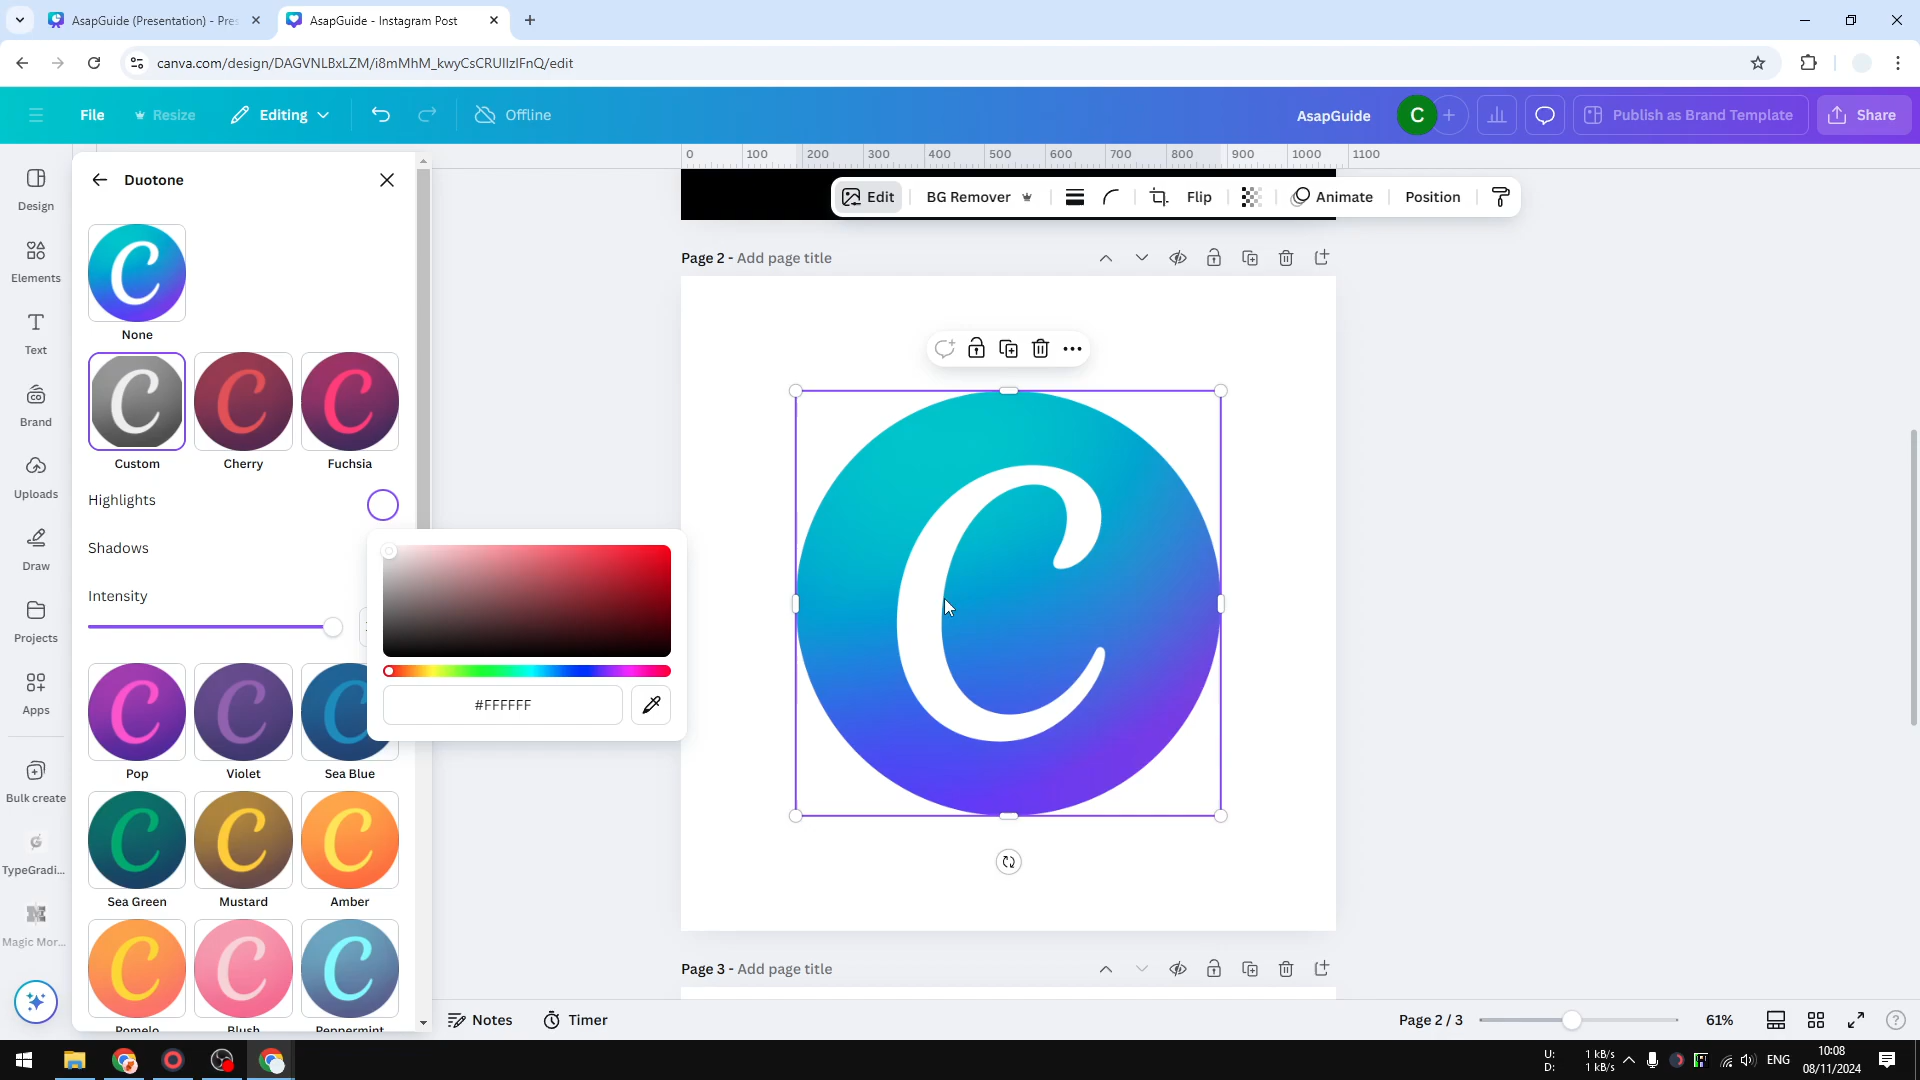 AsapGuide (Presentation) - Pres
AsapGuide - Instagram Post
canva.com/design/DAGVNLBxLZM/i8mMhM_kwyCsCRUIIzIFnQ/edit
File
Resize
Editing
Offline
AsapGuide
C
Publish as Brand Template
Share
0 100 200 300 400 500 600 700 800 900 1000 1100
Design
Elements
Text
Brand
Uploads
Draw
Projects
Apps
Bulk create
TypeGradi...
Magic Mor...
Duotone
None
Custom
Cherry
Fuchsia
Highlights
Shadows
Intensity
#FFFFFF
Pop
Violet
Sea Blue
Sea Green
Mustard
Amber
Pomelo
Blush
Peppermint
Edit
BG Remover
Flip
Animate
Position
Page 2 - Add page title
C
Page 3 - Add page title
Notes
Timer
Page 2 / 3
61%
U: 1 kB/s
D: 1 kB/s
ENG
10:08
08/11/2024